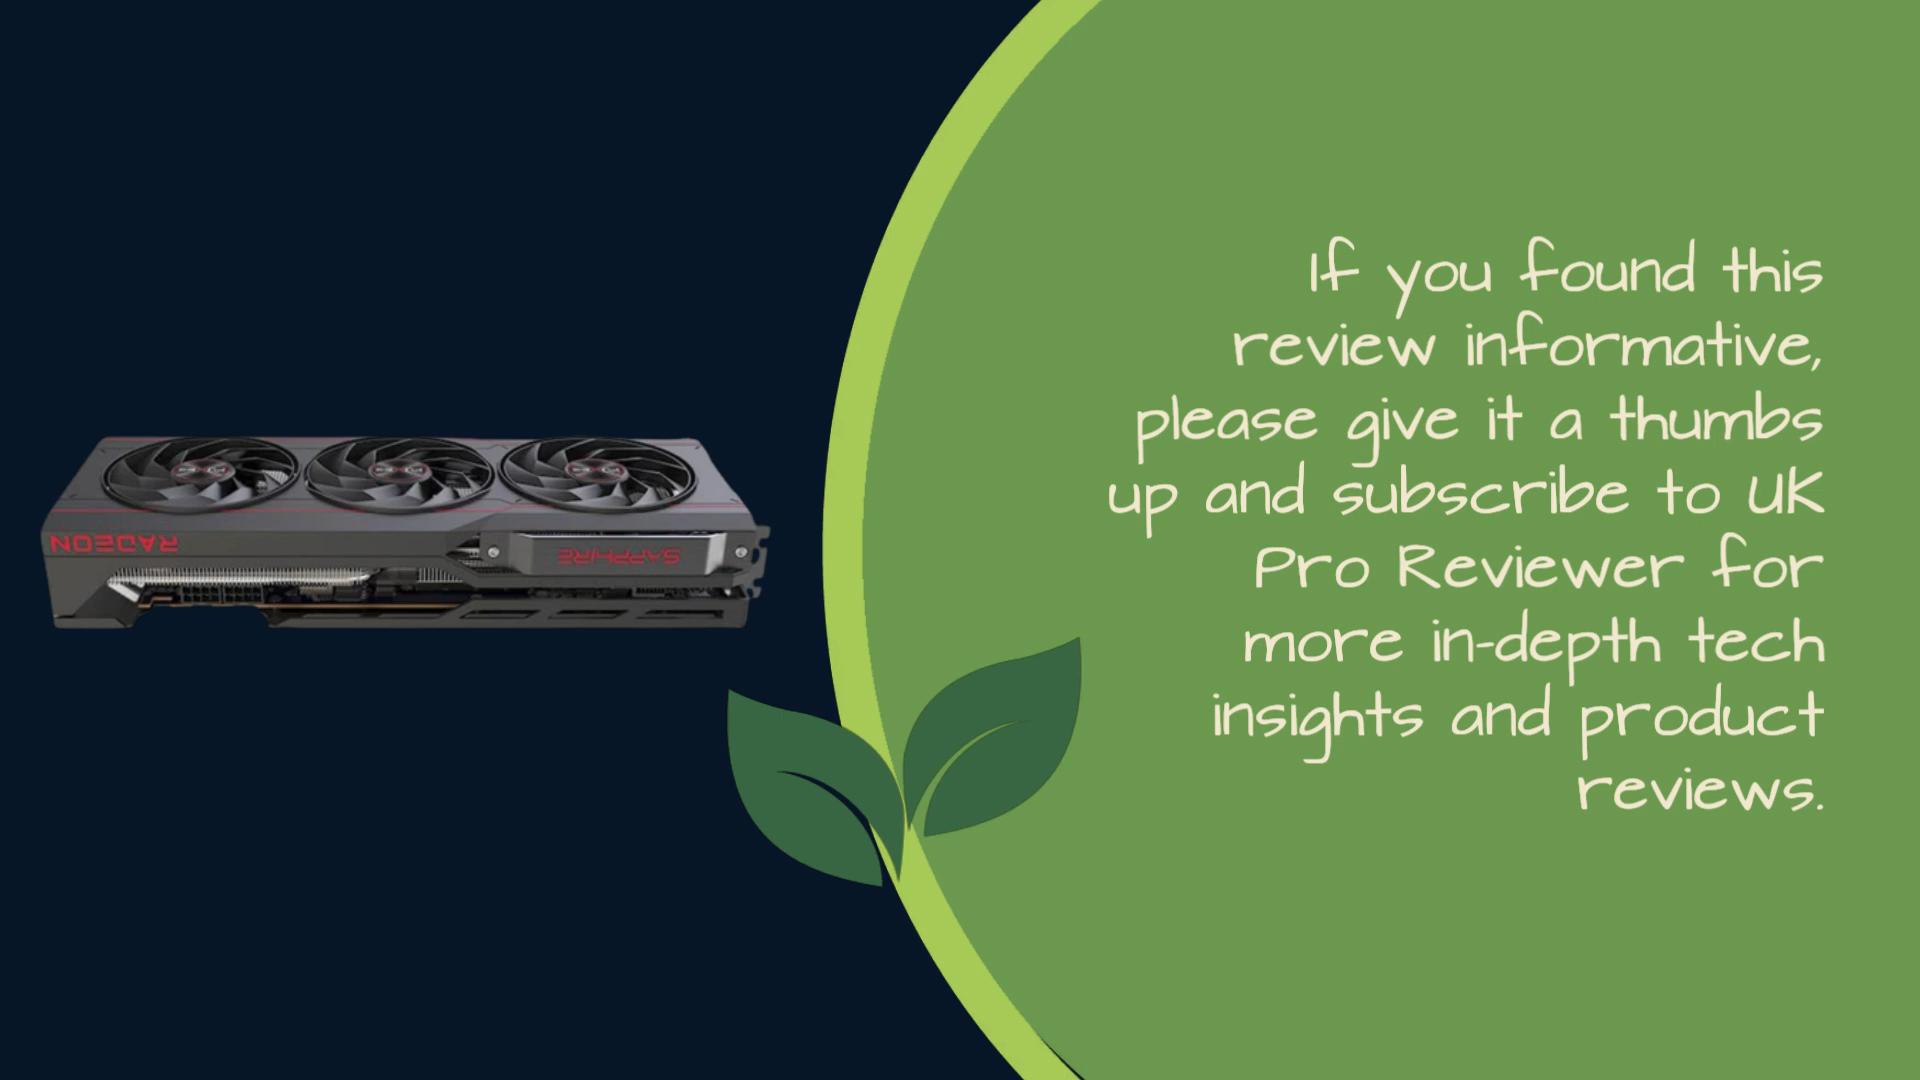 RADEON
SAPPHIRE
If you found this
review informative,
please give it a thumbs
up and subscribe to UK
Pro Reviewer for
more in-depth tech
insights and product
reviews.